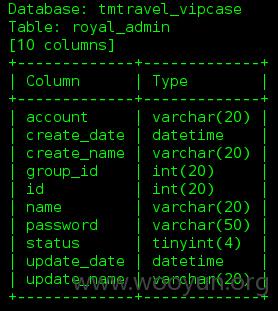 Database: tmtravel_vipcase
Table: royal_admin
[10 columns]
+-------------+-------------+
| Column | Type |
+-------------+-------------+
| account | varchar(20) |
| create_date | datetime |
| create_name | varchar(20) |
| group_id | int(20) |
| id | int(20) |
| name | varchar(20) |
| password | varchar(50) |
| status | tinyint(4) |
| update_date | datetime |
| update_name | varchar(20) |
+-------------+-------------+
www.wooyun.org